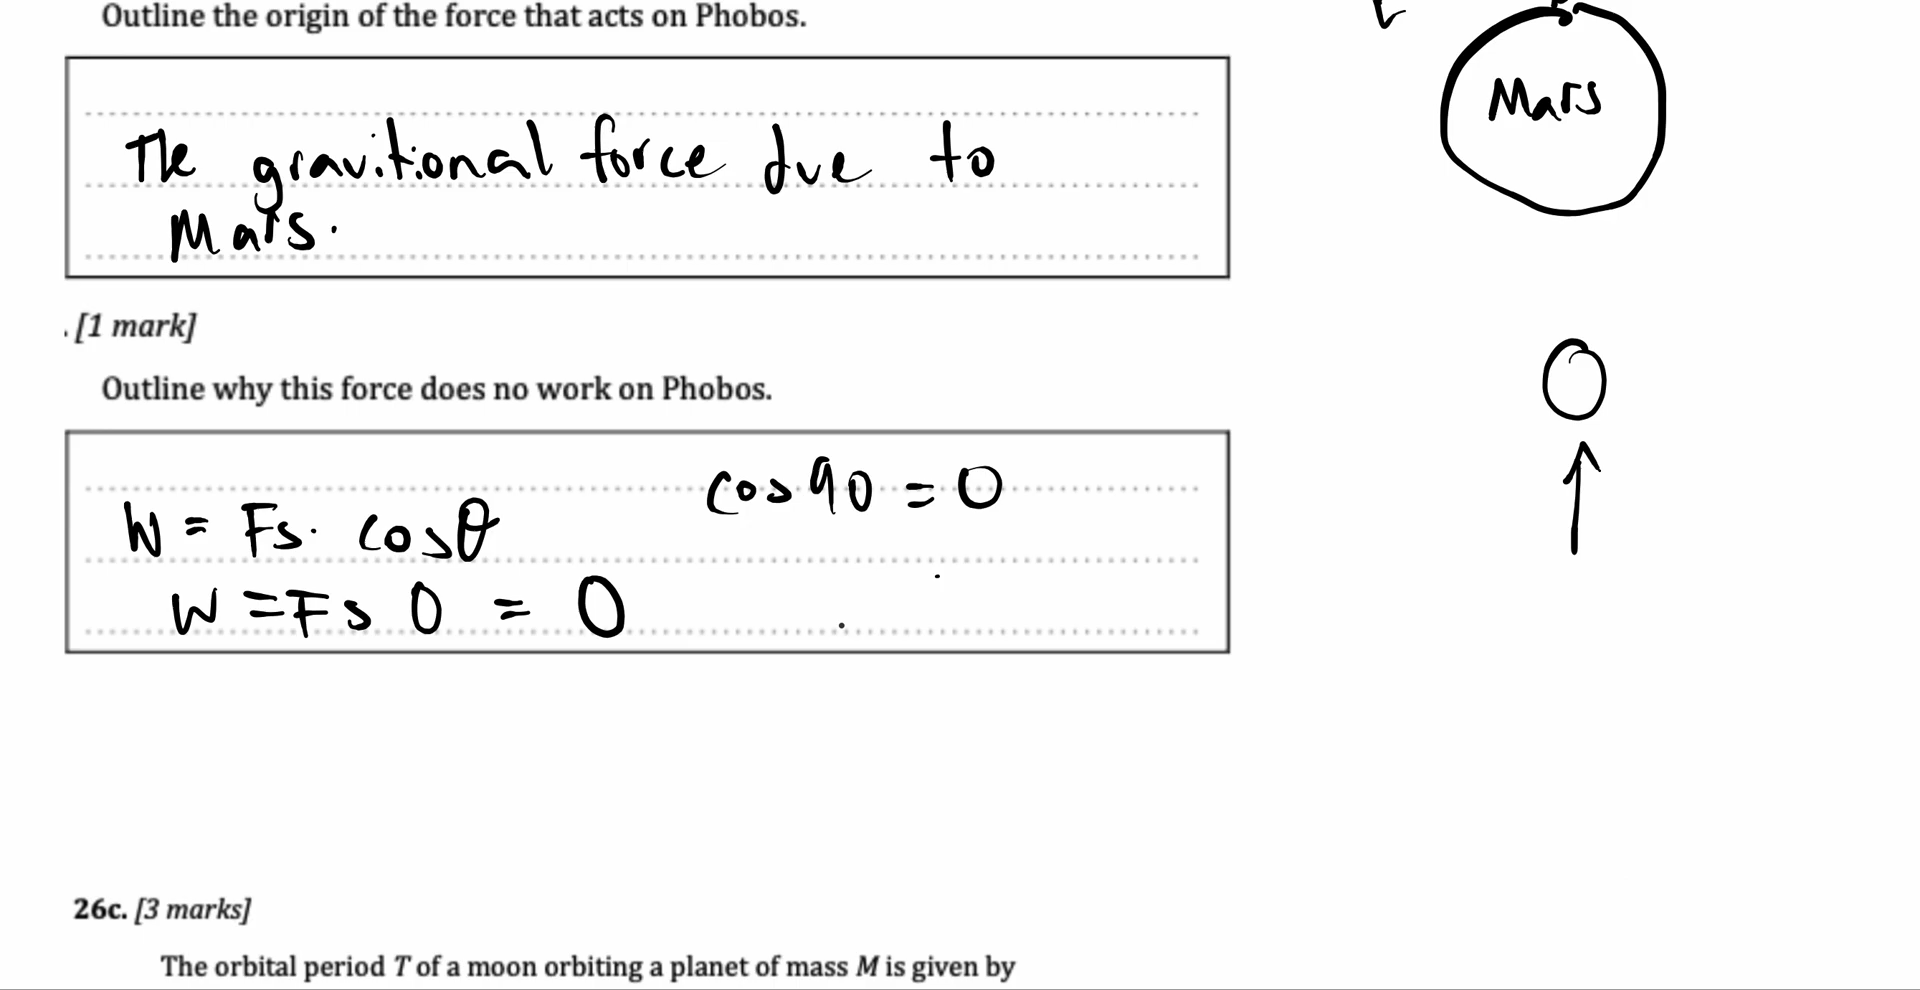 Outline the origin of the force that acts on Phobos.
The gravitional force due to
Mars.
Mars
. [1 mark]
Outline why this force does no work on Phobos.
cos 90 = 0
W = Fs. cosθ
W = Fs 0 = 0
26c. [3 marks]
The orbital period T of a moon orbiting a planet of mass M is given by